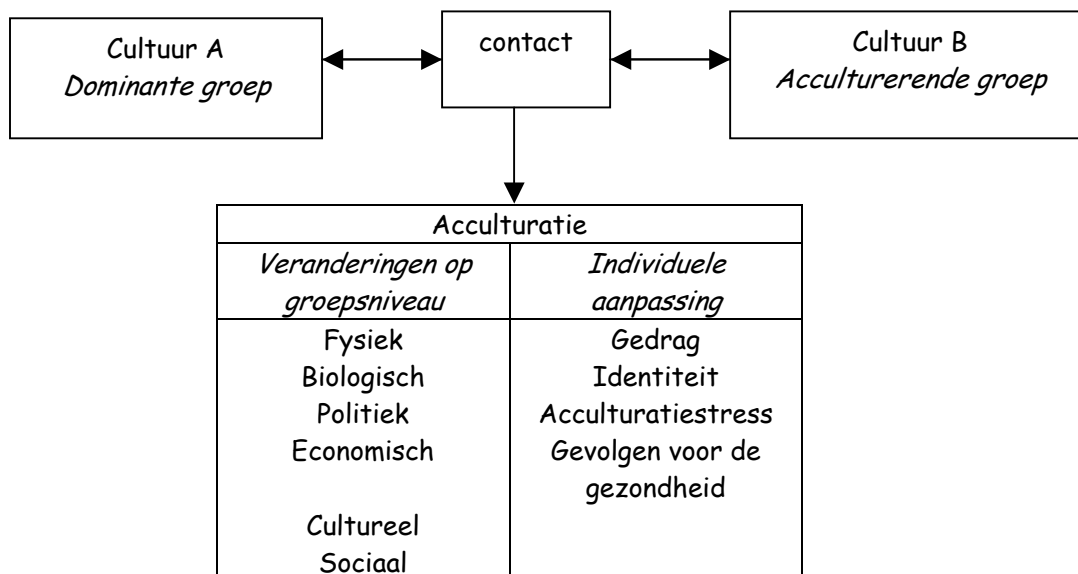 Cultuur A
Dominante groep
contact
Cultuur B
Acculturerende groep
Acculturatie
Veranderingen op
groepsniveau
Individuele
aanpassing
Fysiek
Biologisch
Politiek
Economisch
Cultureel
Sociaal
Gedrag
Identiteit
Acculturatiestress
Gevolgen voor de
gezondheid